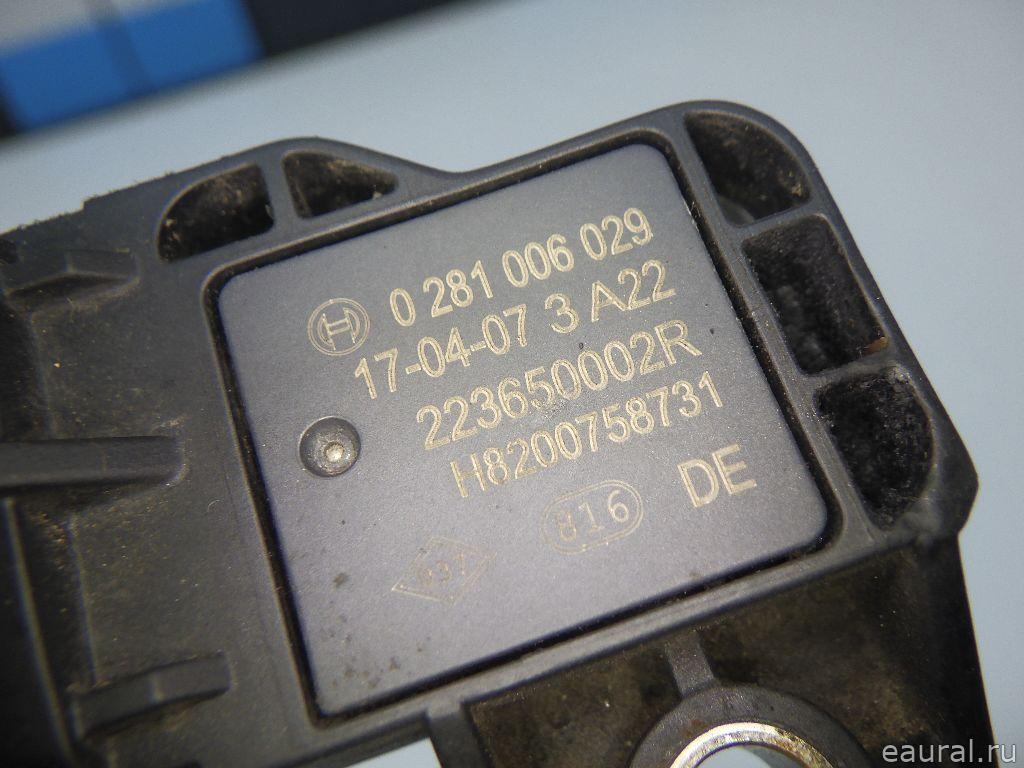 0 281 006 029
17-04-07 3 A22
223650002R
H8200758731
816 DE
eaural.ru